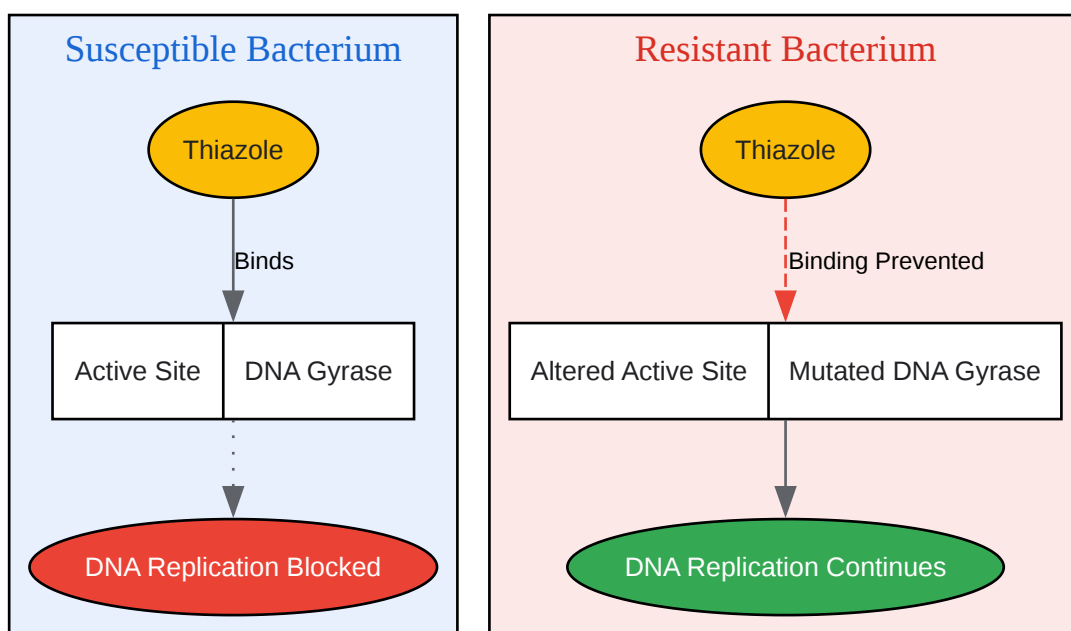 Susceptible Bacterium
Thiazole
Binds
Active Site
DNA Gyrase
DNA Replication Blocked
Resistant Bacterium
Thiazole
Binding Prevented
Altered Active Site
Mutated DNA Gyrase
DNA Replication Continues